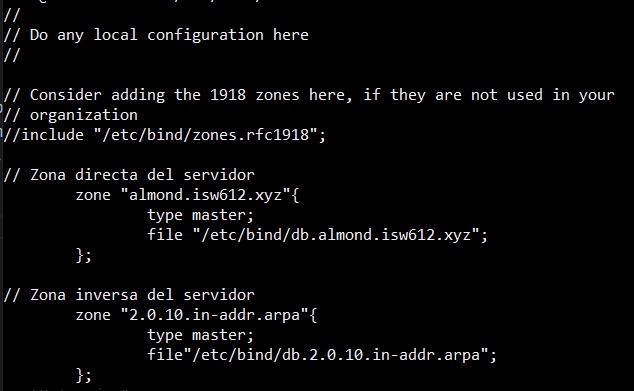 //
// Do any local configuration here
//
// Consider adding the 1918 zones here, if they are not used in your
// organization
//include "/etc/bind/zones.rfc1918";
// Zona directa del servidor
zone "almond.isw612.xyz"{
type master;
file "/etc/bind/db.almond.isw612.xyz";
};
// Zona inversa del servidor
zone "2.0.10.in-addr.arpa"{
type master;
file"/etc/bind/db.2.0.10.in-addr.arpa";
};